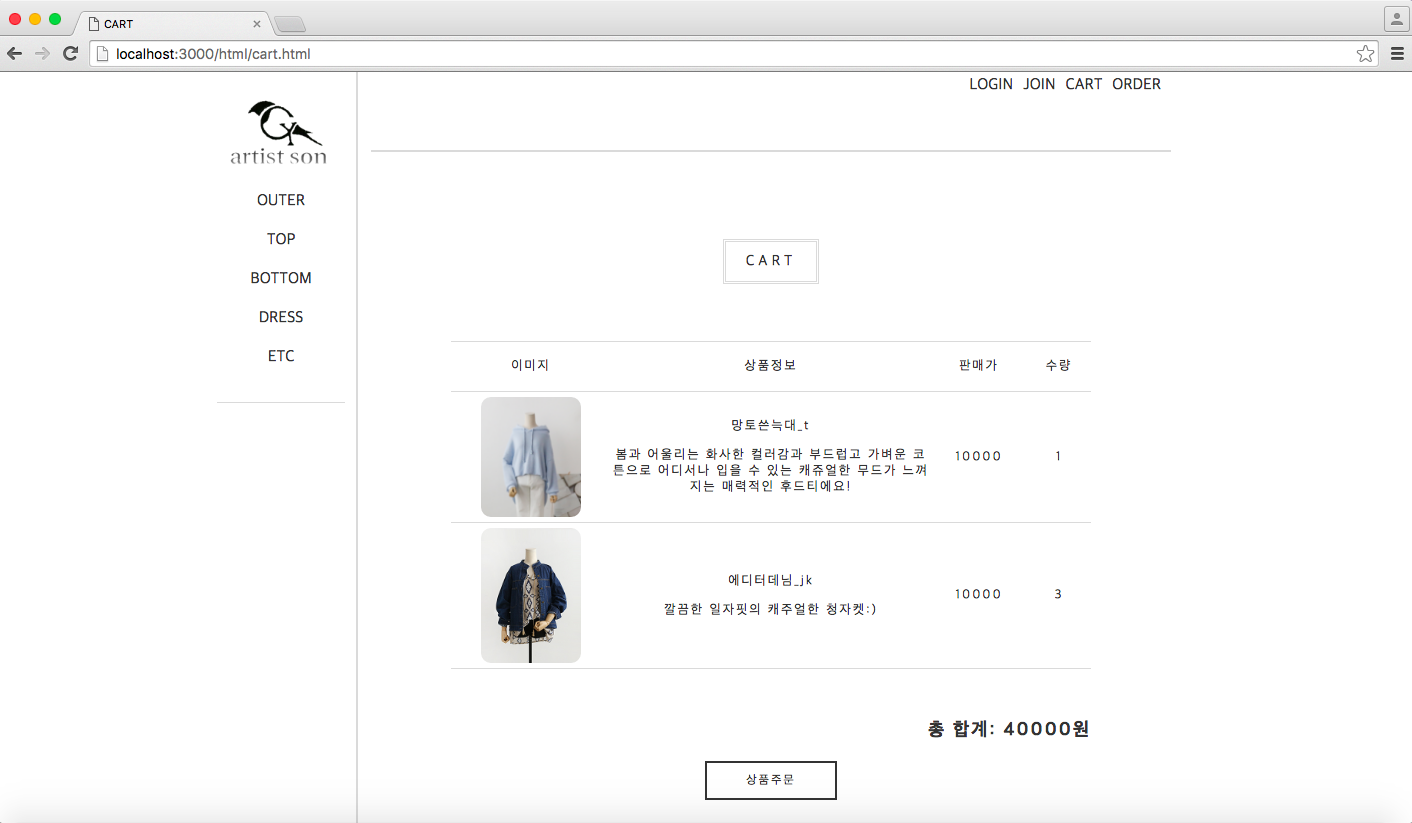 CART
localhost:3000/html/cart.html
LOGIN JOIN CART ORDER
artist son
OUTER
TOP
BOTTOM
DRESS
ETC
CART
이미지 상품정보 판매가 수량
망토쓴늑대_t
봄과 어울리는 화사한 컬러감과 부드럽고 가벼운 코
튼으로 어디서나 입을 수 있는 캐쥬얼한 무드가 느껴
지는 매력적인 후드티에요!
10000 1
에디터데님_jk
깔끔한 일자핏의 캐주얼한 청자켓:)
10000 3
총 합계: 40000원
상품주문